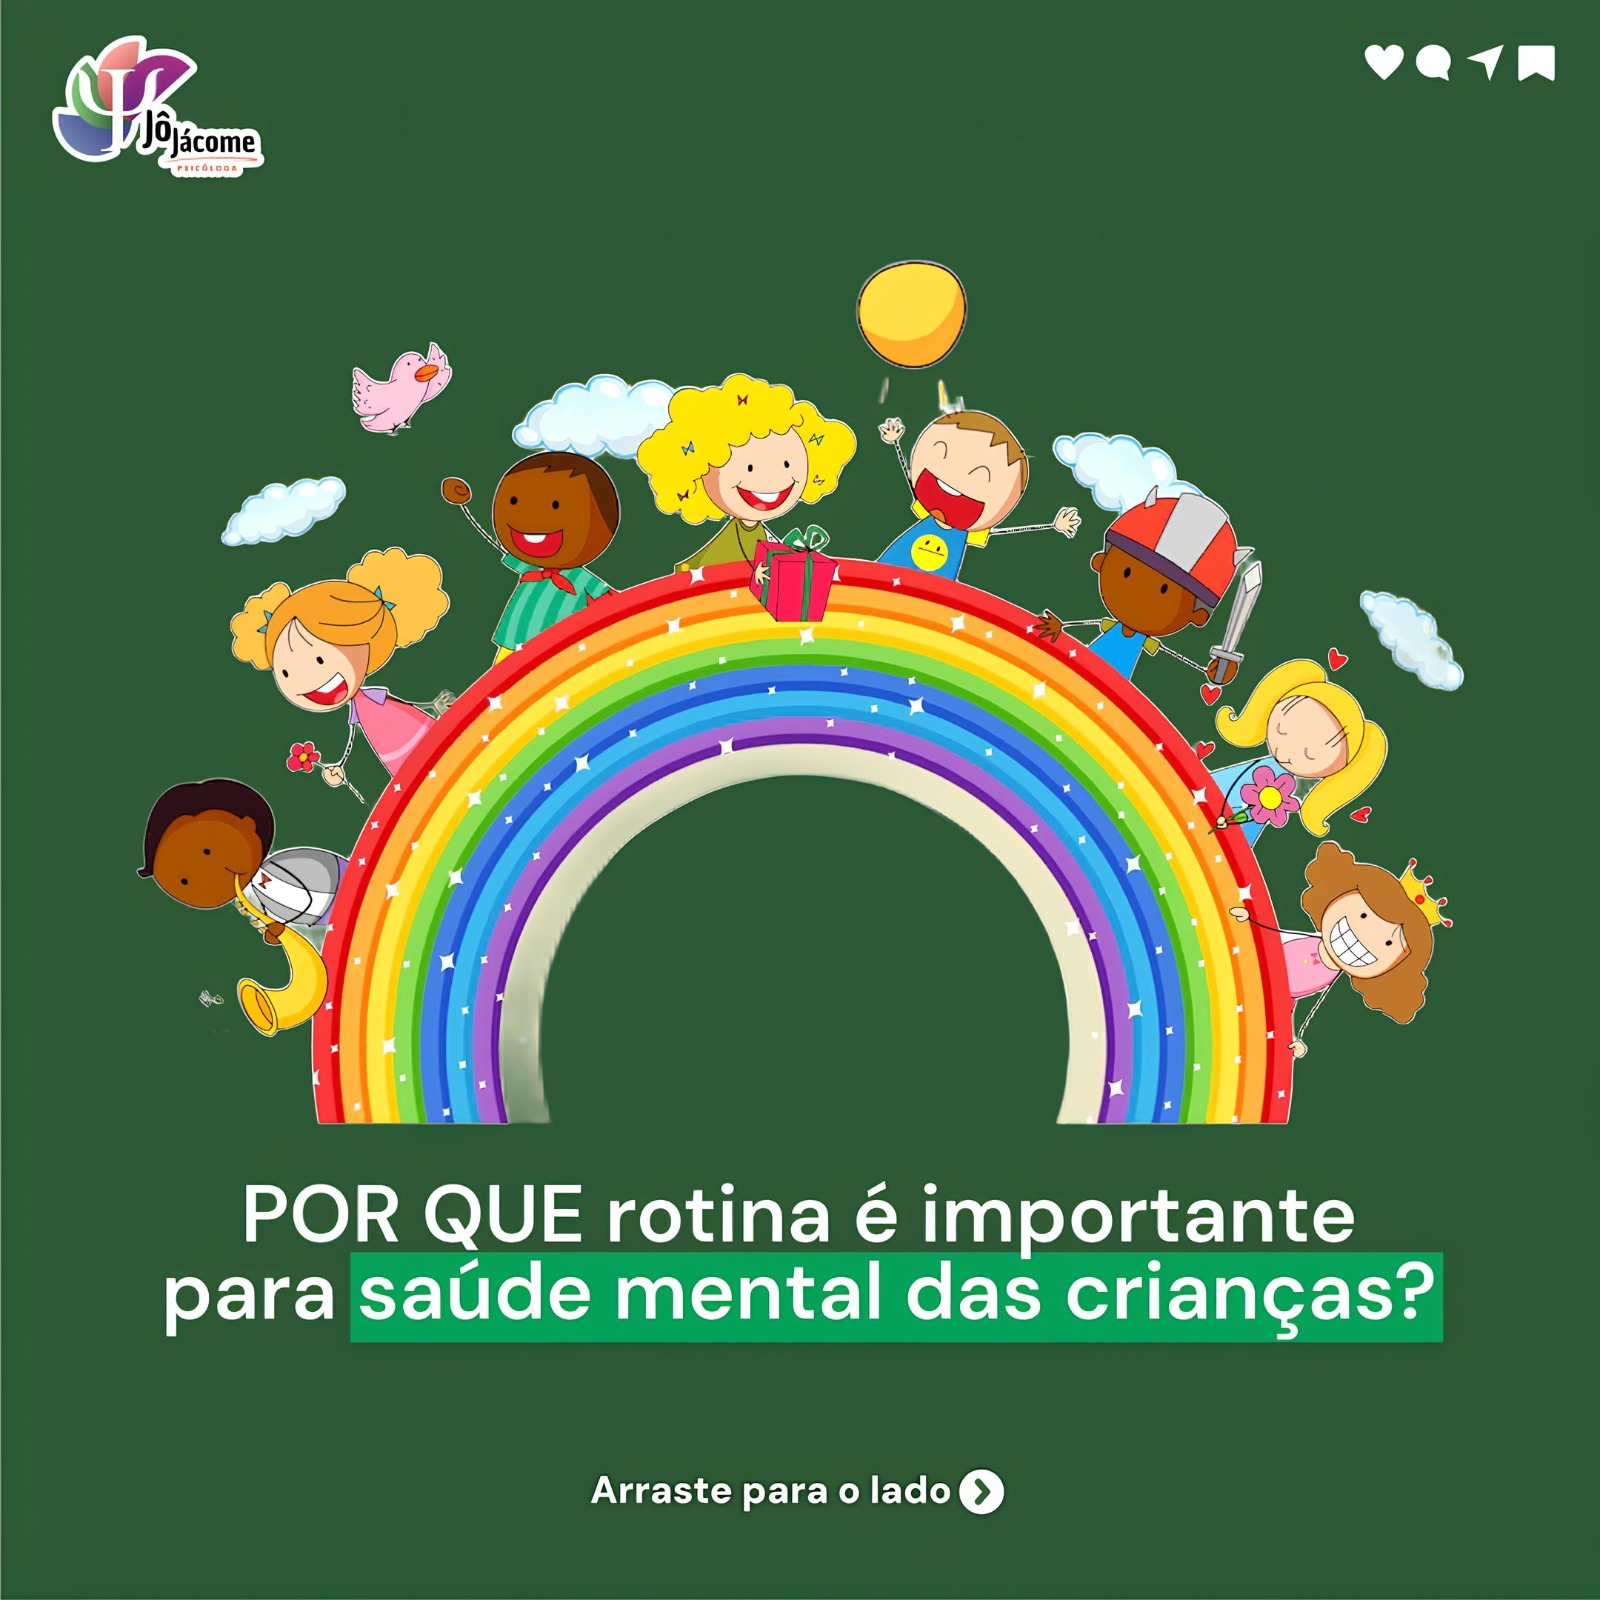 Jô
Jácome
PSICÓLOGA
POR QUE rotina é importante
para saúde mental das crianças?
Arraste para o lado